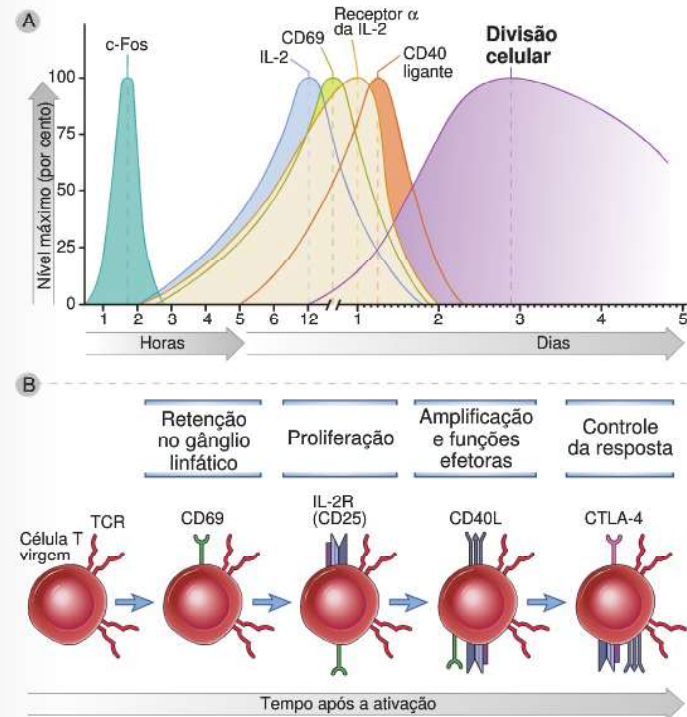 A
c-Fos
IL-2
CD69
Receptor α
da IL-2
CD40
ligante
Divisão
celular
Nível máximo (por cento)
100
75
50
25
0
1 2 3 4 5 6 12 1 2 3 4 5
Horas
Dias
B
Retenção
no gânglio
linfático
Proliferação
Amplificação
e funções
efetoras
Controle
da resposta
Célula T
virgem
TCR
CD69
IL-2R
(CD25)
CD40L
CTLA-4
Tempo após a ativação